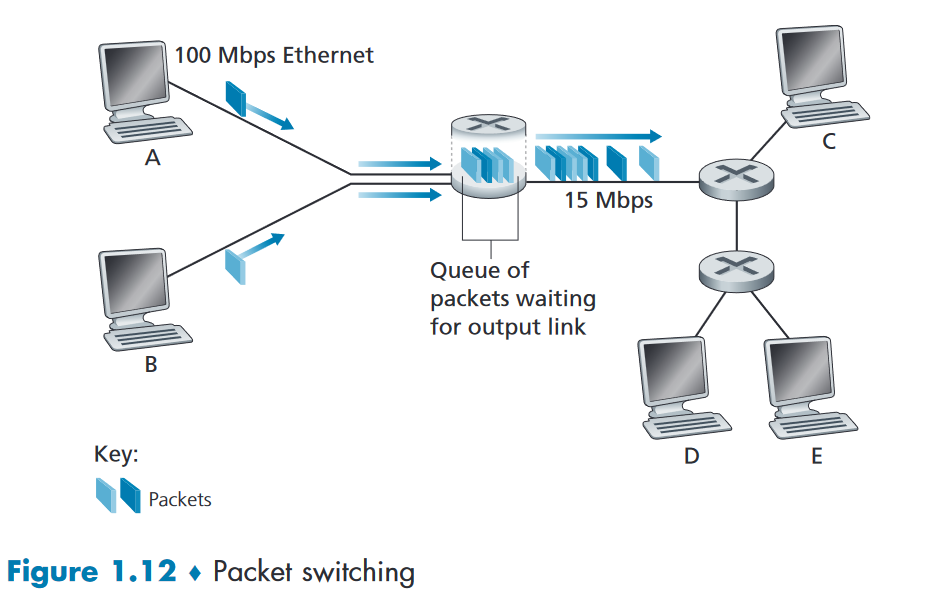 100 Mbps Ethernet
A
C
15 Mbps
Queue of
packets waiting
for output link
B
D
E
Key:
Packets
Figure 1.12 ♦ Packet switching